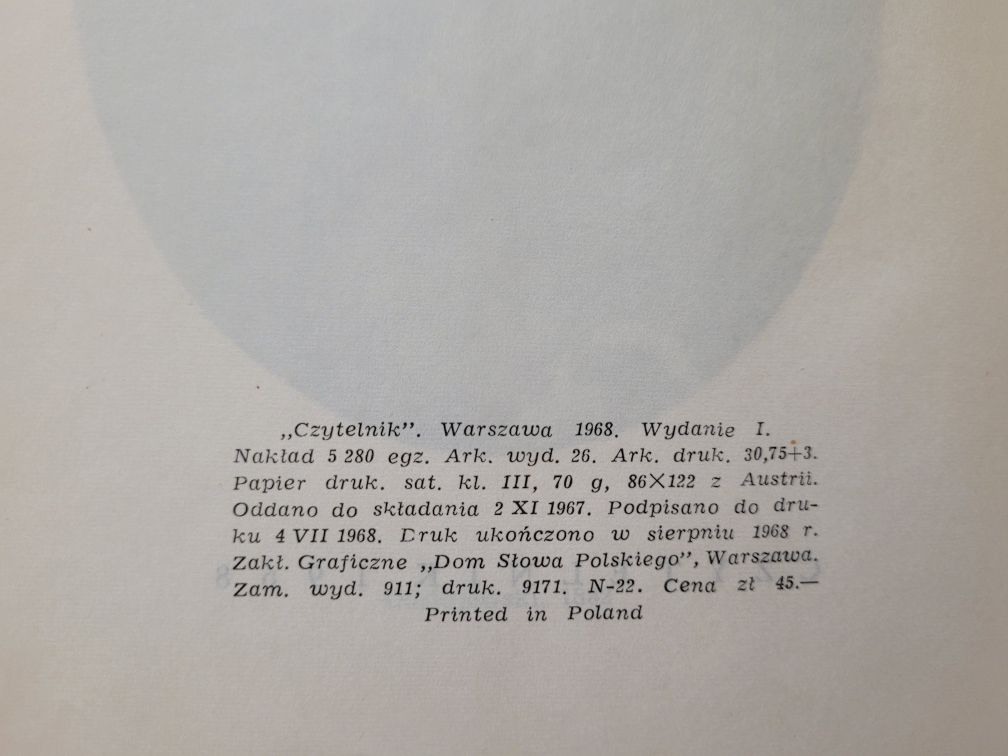 „Czytelnik”. Warszawa 1968. Wydanie I.
Nakład 5 280 egz. Ark. wyd. 26. Ark. druk. 30,75+3.
Papier druk. sat. kl. III, 70 g, 86×122 z Austrii.
Oddano do składania 2 XI 1967. Podpisano do dru-
ku 4 VII 1968. Druk ukończono w sierpniu 1968 r.
Zakł. Graficzne „Dom Słowa Polskiego”, Warszawa.
Zam. wyd. 911; druk. 9171. N-22. Cena zł 45.—
Printed in Poland